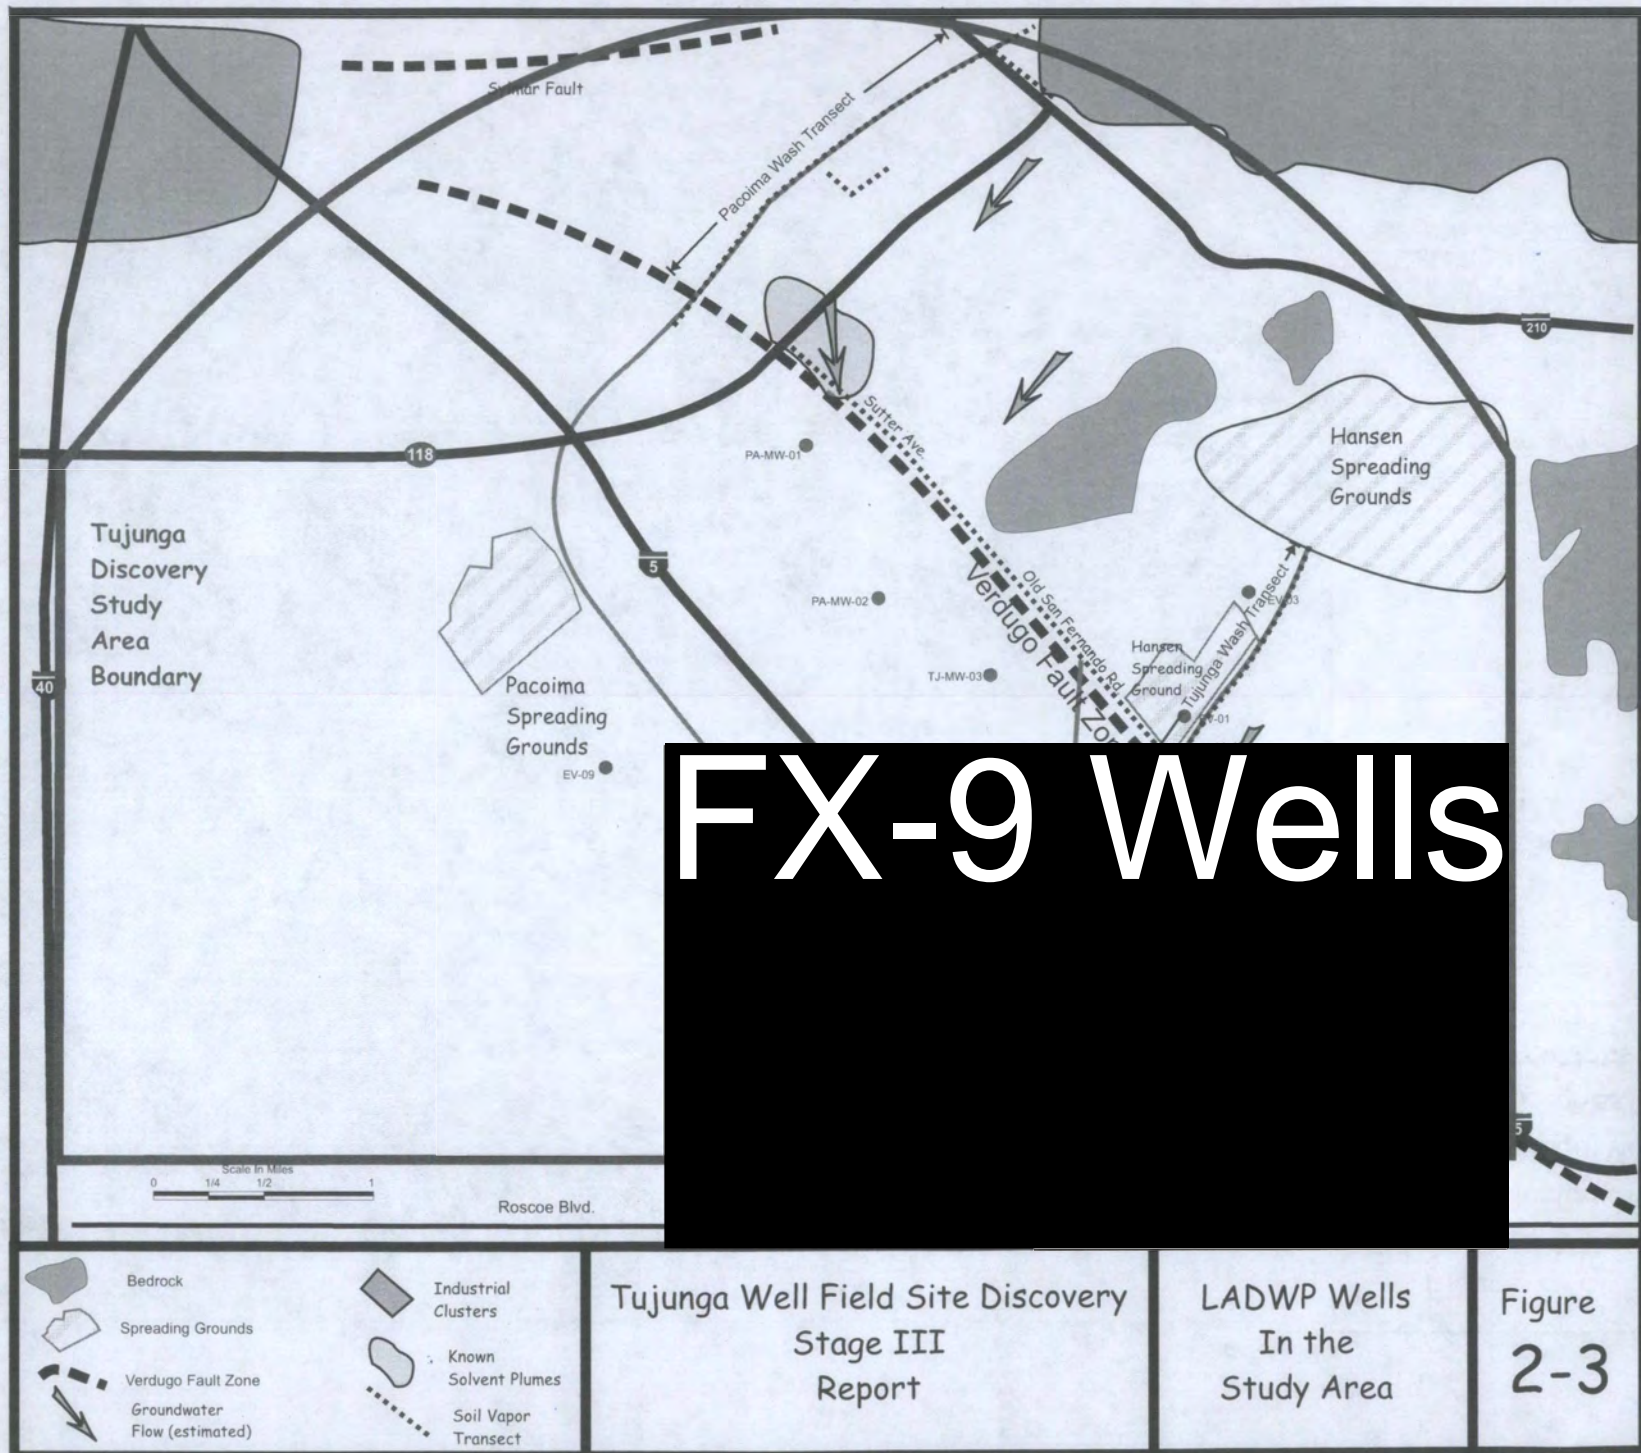 Sylmar Fault
Pacoima Wash Transect
210
Sutter Ave.
PA-MW-01
118
Hansen
Spreading
Grounds
Tujunga
Discovery
Study
Area
Boundary
5
PA-MW-02
Old San Fernando Rd.
Verdugo Fault
EV-03
Tujunga Wash Transect
Hansen
Spreading
Ground
TJ-MW-03
40
Pacoima
Spreading
Grounds
EV-09
FX-9 Wells
5
Scale In Miles
0 1/4 1/2 1
Roscoe Blvd.
Bedrock
Spreading Grounds
Verdugo Fault Zone
Groundwater
Flow (estimated)
Industrial
Clusters
Known
Solvent Plumes
Soil Vapor
Transect
Tujunga Well Field Site Discovery
Stage III
Report
LADWP Wells
In the
Study Area
Figure
2-3